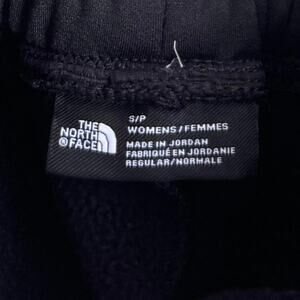 THE
NORTH
FACE
®
S/P
WOMENS/FEMMES
MADE IN JORDAN
FABRIQUÉ EN JORDANIE
REGULAR/NORMALE